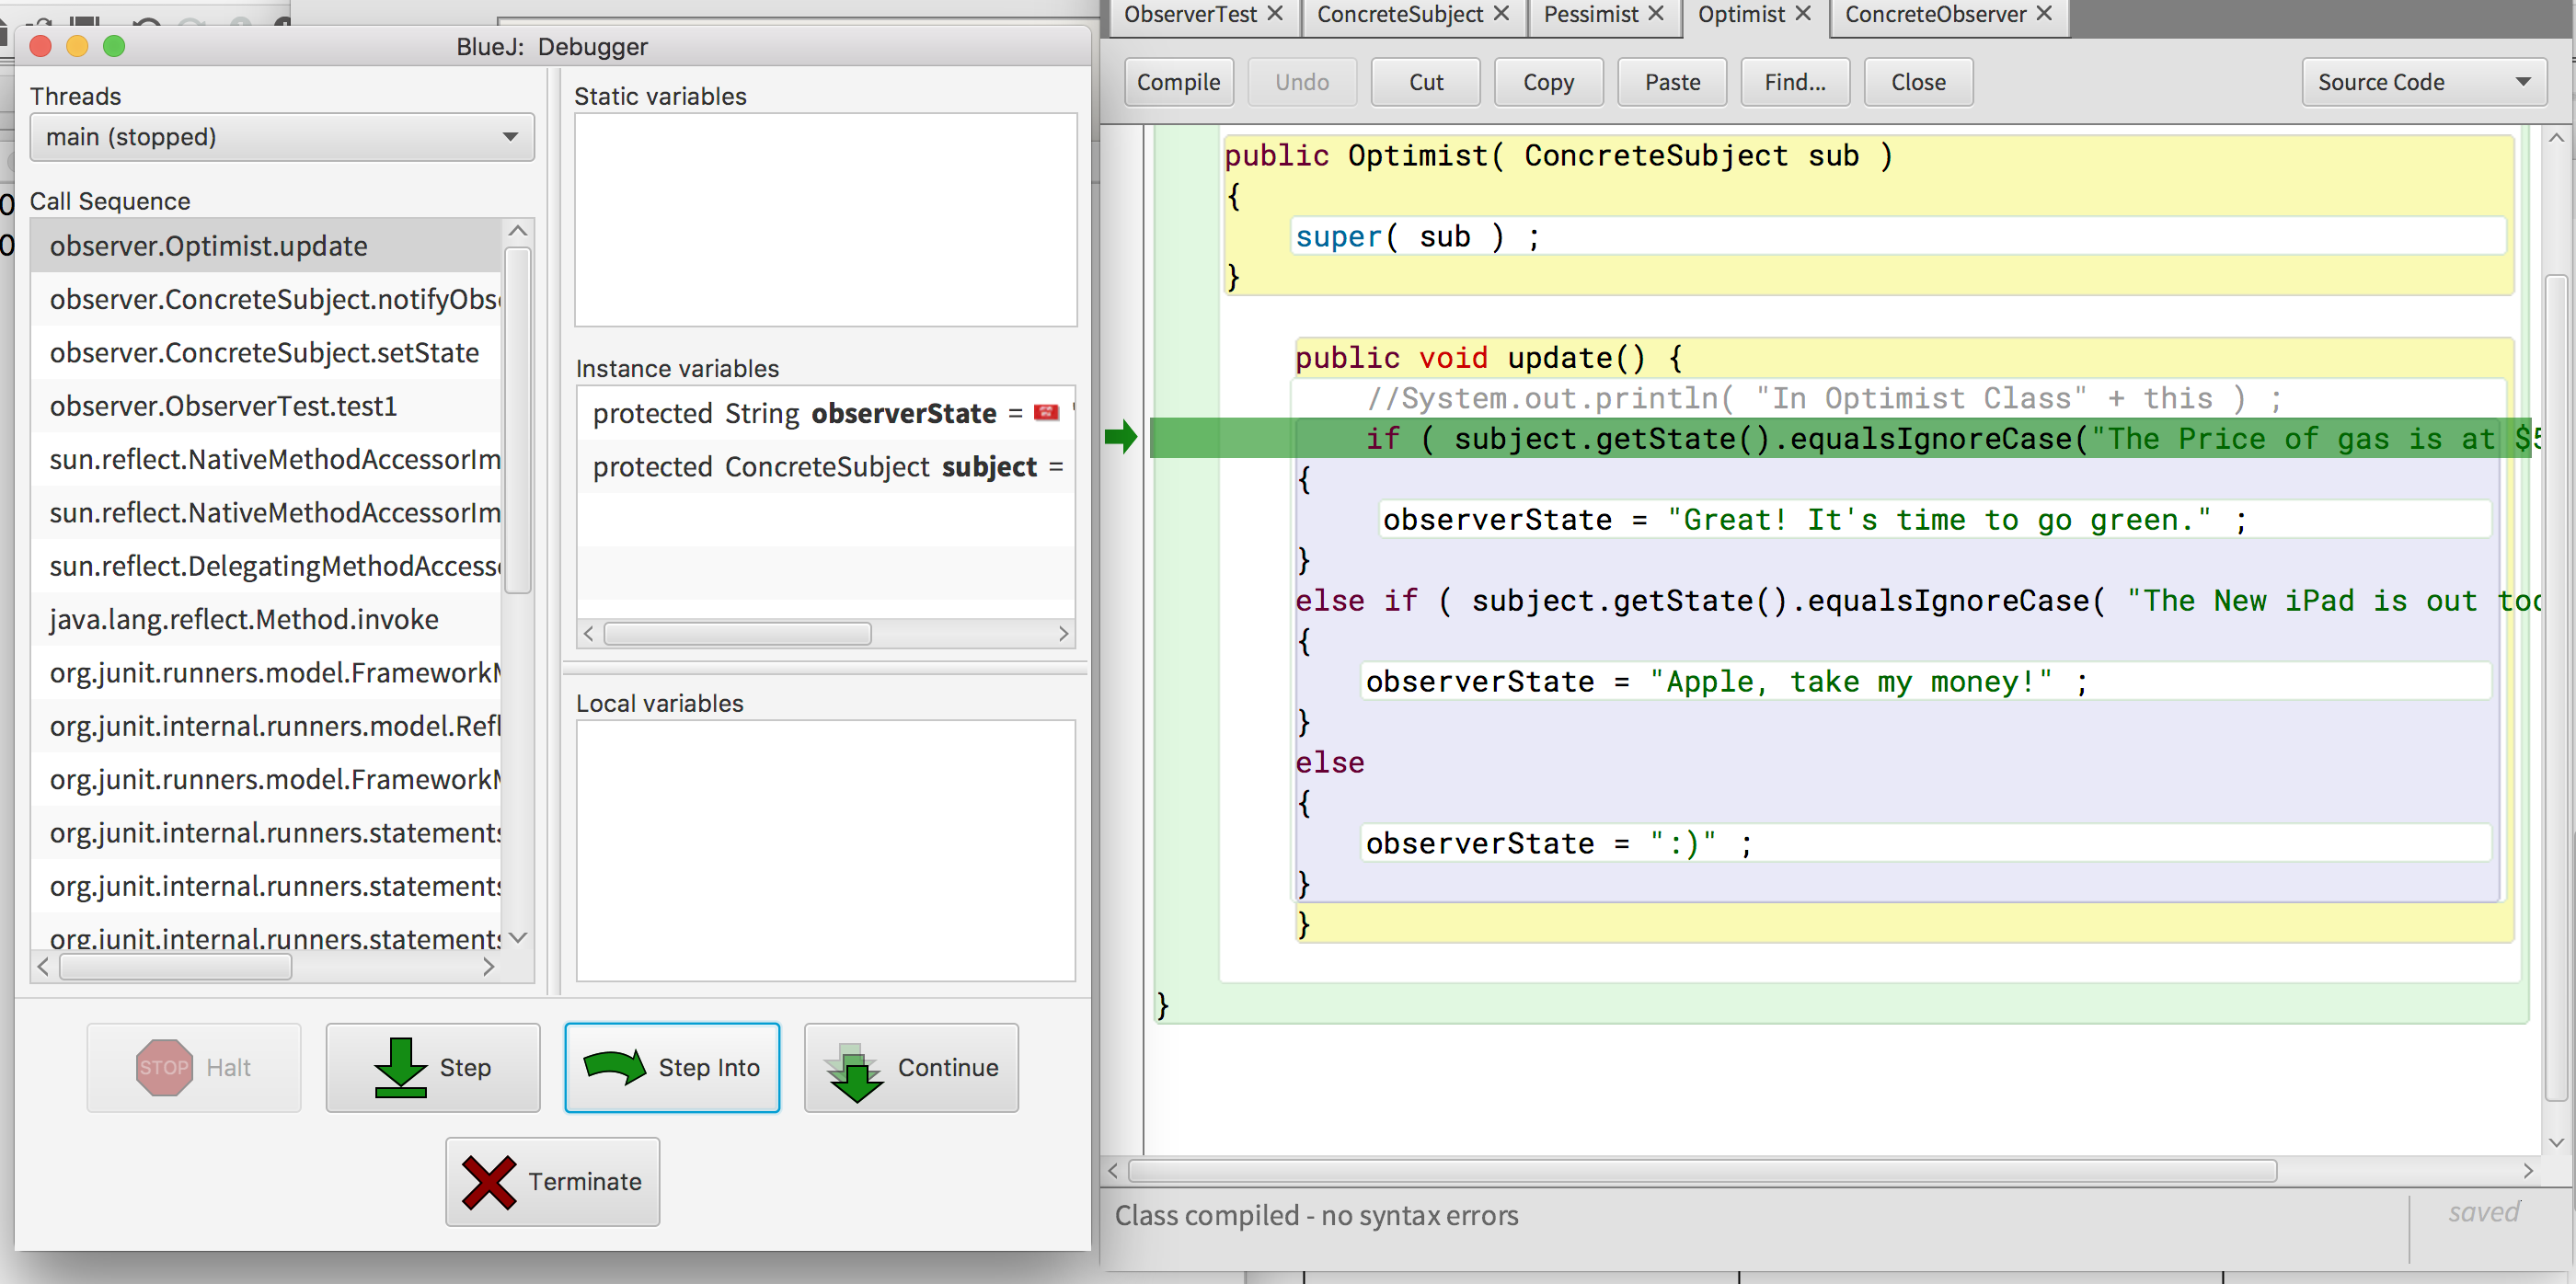 BlueJ: Debugger
Threads
main (stopped)
Call Sequence
observer.Optimist.update
observer.ConcreteSubject.notifyObs
observer.ConcreteSubject.setState
observer.ObserverTest.test1
sun.reflect.NativeMethodAccessorIm
sun.reflect.NativeMethodAccessorIm
sun.reflect.DelegatingMethodAccess
java.lang.reflect.Method.invoke
org.junit.runners.model.Framework
org.junit.internal.runners.model.Refl
org.junit.runners.model.Framework
org.junit.internal.runners.statements
org.junit.internal.runners.statements
org.junit.internal.runners.statements
Static variables
Instance variables
protected String observerState =
protected ConcreteSubject subject =
Local variables
STOP Halt
Step
Step Into
Continue
Terminate
ObserverTest
ConcreteSubject
Pessimist
Optimist
ConcreteObserver
Compile
Undo
Cut
Copy
Paste
Find...
Close
Source Code
public Optimist( ConcreteSubject sub )
{
super( sub ) ;
}
public void update() {
//System.out.println( "In Optimist Class" + this ) ;
if ( subject.getState().equalsIgnoreCase("The Price of gas is at $5
{
observerState = "Great! It's time to go green." ;
}
else if ( subject.getState().equalsIgnoreCase( "The New iPad is out tod
{
observerState = "Apple, take my money!" ;
}
else
{
observerState = ":)" ;
}
}
}
Class compiled - no syntax errors
saved